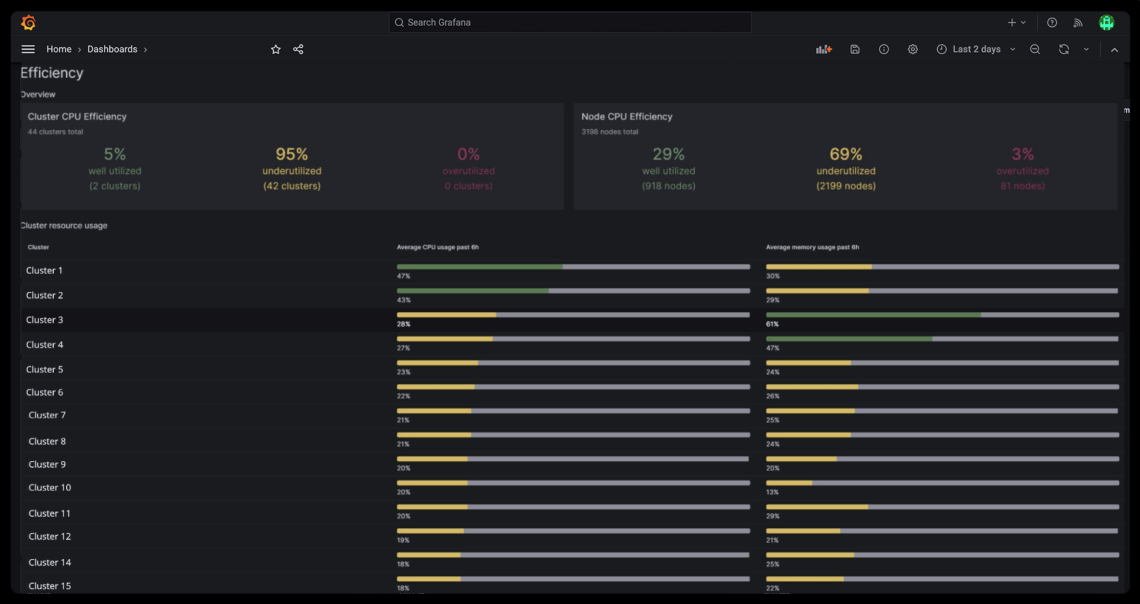 Search Grafana
Home › Dashboards ›
Last 2 days
Efficiency
Overview
Cluster CPU Efficiency
44 clusters total
5%
well utilized
(2 clusters)
95%
underutilized
(42 clusters)
0%
overutilized
0 clusters)
Node CPU Efficiency
3198 nodes total
29%
well utilized
(918 nodes)
69%
underutilized
(2199 nodes)
3%
overutilized
81 nodes)
Cluster resource usage
Cluster Average CPU usage past 6h Average memory usage past 6h
Cluster 1 47% 30%
Cluster 2 43% 29%
Cluster 3 28% 61%
Cluster 4 27% 47%
Cluster 5 23% 24%
Cluster 6 22% 26%
Cluster 7 21% 25%
Cluster 8 21% 24%
Cluster 9 20% 20%
Cluster 10 20% 13%
Cluster 11 20% 29%
Cluster 12 19% 21%
Cluster 14 18% 25%
Cluster 15 18% 22%